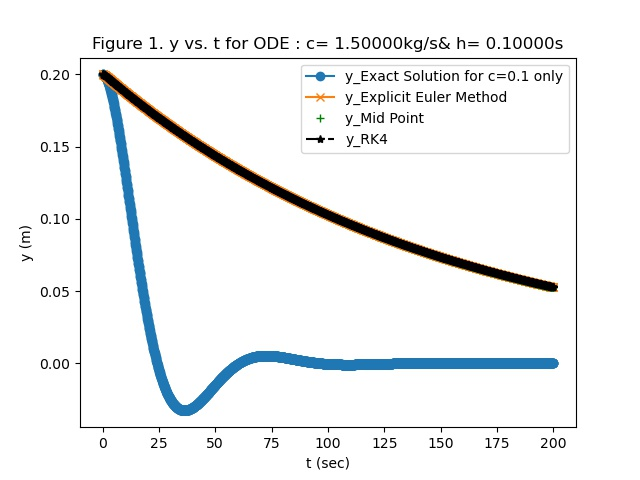 Figure 1. y vs. t for ODE : c= 1.50000kg/s& h= 0.10000s
y_Exact Solution for c=0.1 only
y_Explicit Euler Method
y_Mid Point
y_RK4
0.20
0.15
0.10
0.05
0.00
y (m)
0 25 50 75 100 125 150 175 200
t (sec)